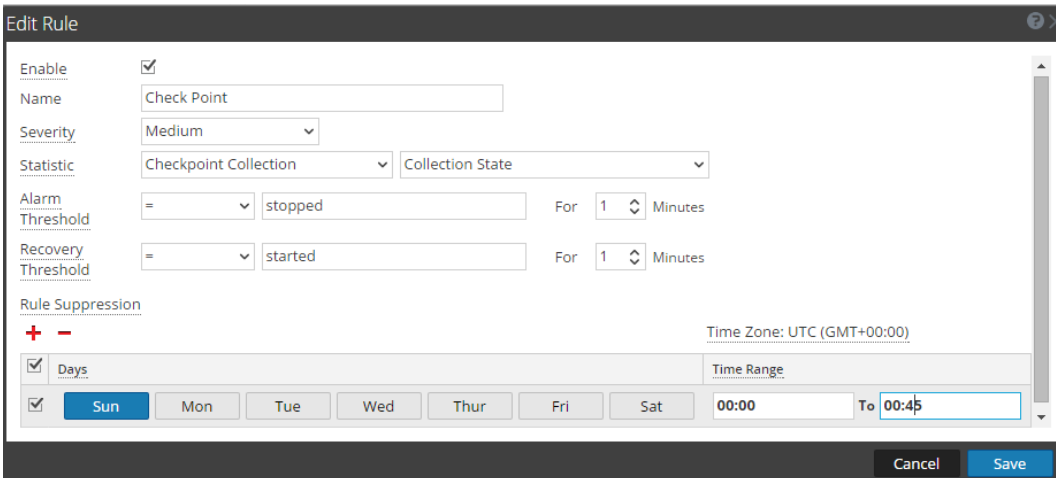 Edit Rule
Enable
Name Check Point
Severity Medium
Statistic Checkpoint Collection Collection State
Alarm
Threshold = stopped For 1 Minutes
Recovery
Threshold = started For 1 Minutes
Rule Suppression
Time Zone: UTC (GMT+00:00)
Days Time Range
Sun Mon Tue Wed Thur Fri Sat 00:00 To 00:45
Cancel Save